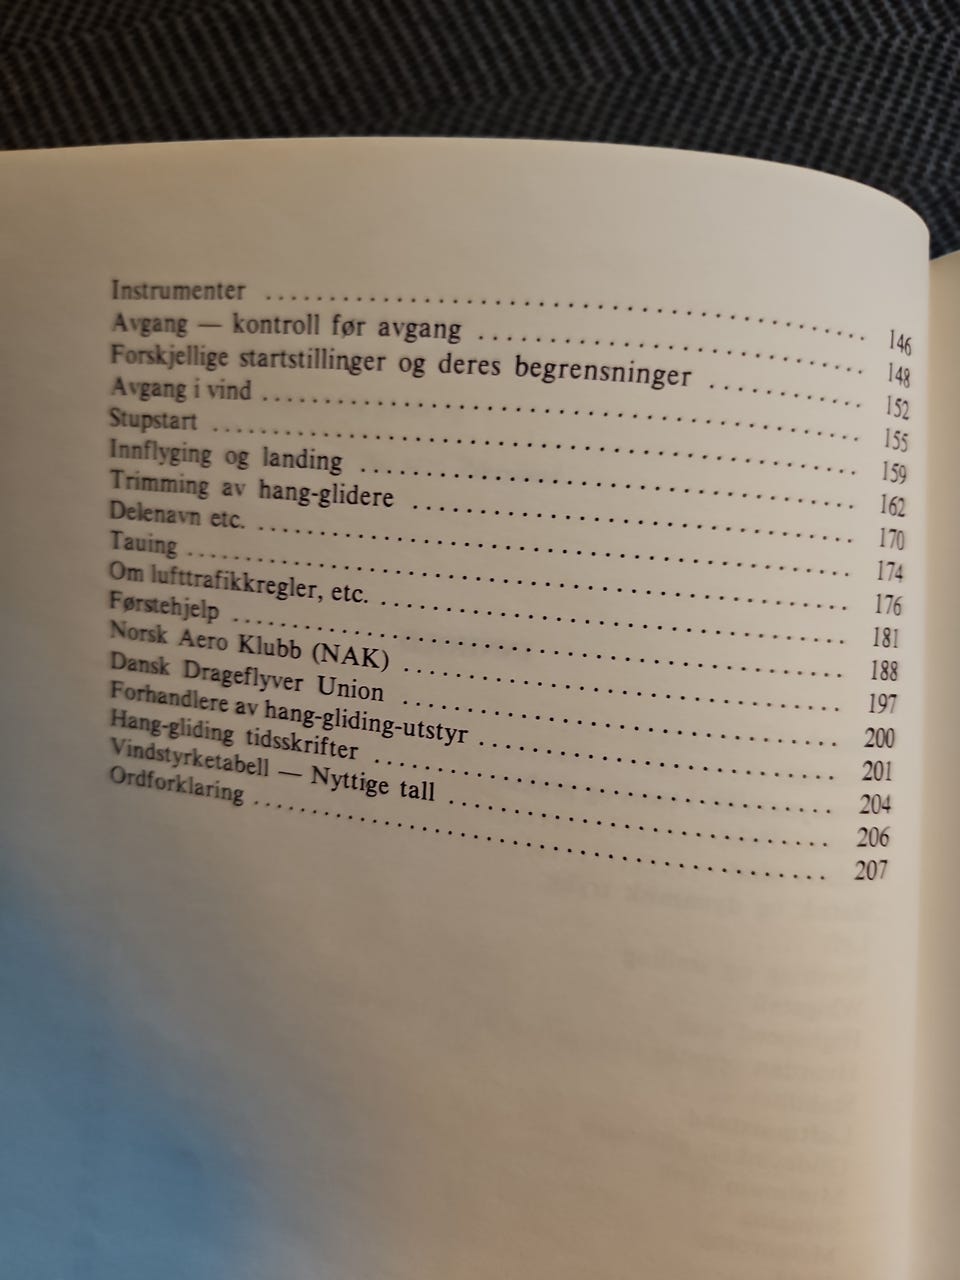 Instrumenter ........................................ 146
Avgang — kontroll før avgang ........................ 148
Forskjellige startstillinger og deres begrensninger .......... 152
Avgang i vind ........................................ 155
Stupstart ........................................ 159
Innflyging og landing ................................ 162
Trimming av hang-glidere ............................ 170
Delenavn etc. ........................................ 174
Tauing ........................................ 176
Om lufttrafikkregler, etc. ............................ 181
Førstehjelp ........................................ 188
Norsk Aero Klubb (NAK) ............................ 197
Dansk Drageflyver Union ............................ 200
Forhandlere av hang-gliding-utstyr .................... 201
Hang-gliding tidsskrifter ............................ 204
Vindstyrketabell — Nyttige tall ........................ 206
Ordforklaring ........................................ 207